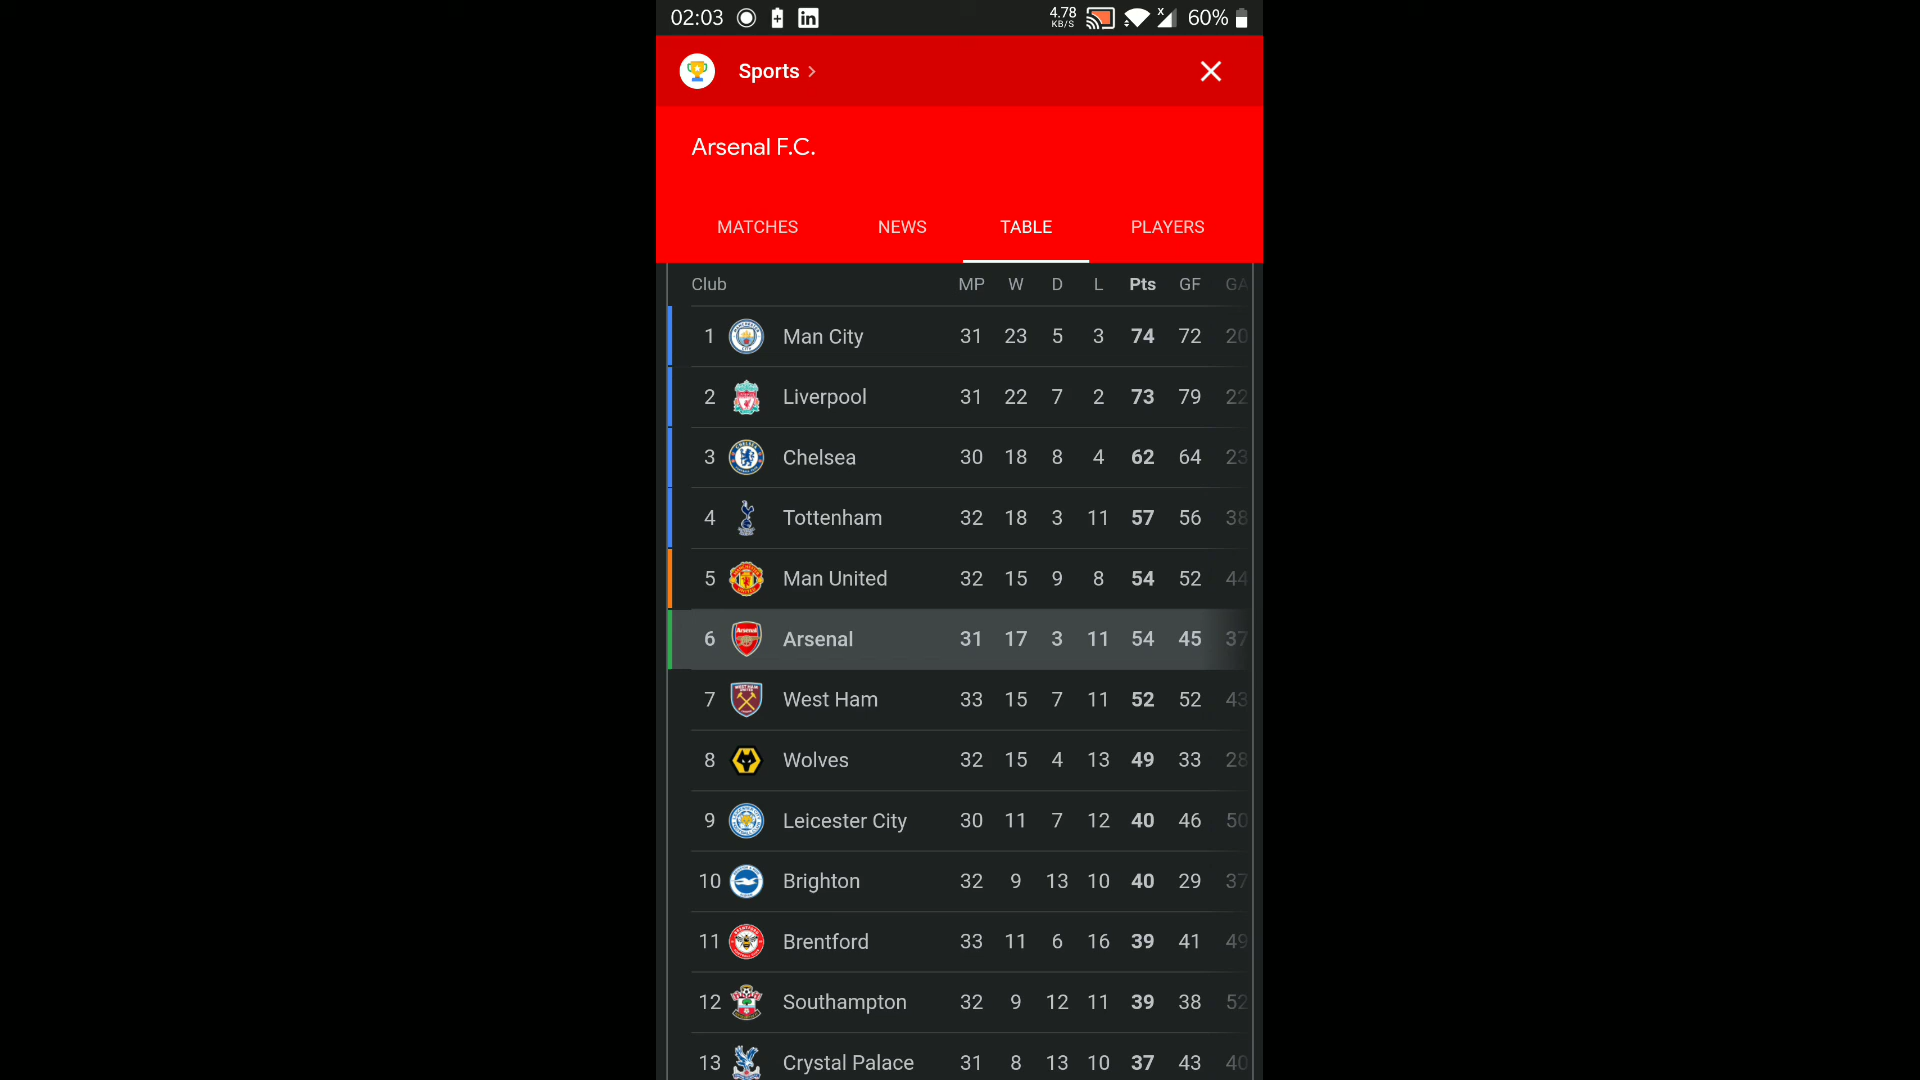 02:03 in 4.78 KB/S x 60%
Sports
Arsenal F.C.
MATCHES NEWS TABLE PLAYERS
Club MP W D L Pts GF GA
1 Man City 31 23 5 3 74 72 20
2 Liverpool 31 22 7 2 73 79 22
3 Chelsea 30 18 8 4 62 64 23
4 Tottenham 32 18 3 11 57 56 38
5 Man United 32 15 9 8 54 52 44
6 Arsenal 31 17 3 11 54 45 37
7 West Ham 33 15 7 11 52 52 43
8 Wolves 32 15 4 13 49 33 28
9 Leicester City 30 11 7 12 40 46 50
10 Brighton 32 9 13 10 40 29 37
11 Brentford 33 11 6 16 39 41 49
12 Southampton 32 9 12 11 39 38 52
13 Crystal Palace 31 8 13 10 37 43 40